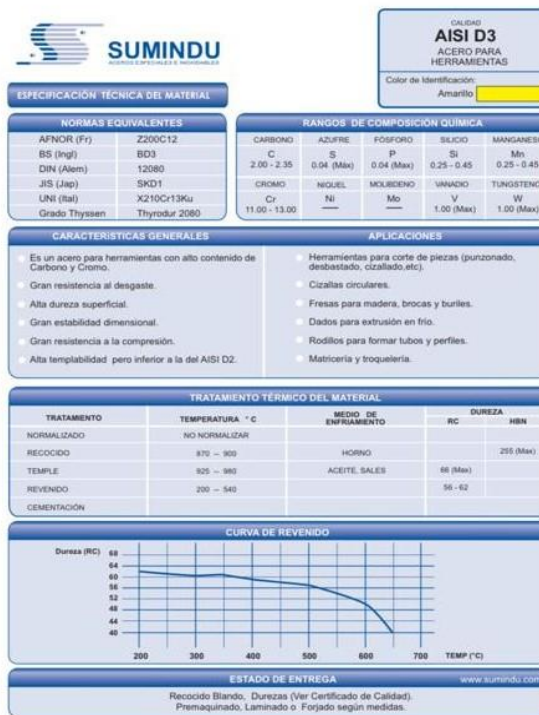 SUMINDU
ACEROS ESPECIALES E INOXIDABLES
CALIDAD
AISI D3
ACERO PARA
HERRAMIENTAS
Color de Identificación:
Amarillo
ESPECIFICACIÓN TÉCNICA DEL MATERIAL
NORMAS EQUIVALENTES
AFNOR (Fr) Z200C12
BS (Ingl) BD3
DIN (Alem) 12080
JIS (Jap) SKD1
UNI (Ital) X210Cr13Ku
Grado Thyssen Thyrodur 2080
RANGOS DE COMPOSICIÓN QUÍMICA
CARBONO AZUFRE FÓSFORO SILICIO MANGANES
C S P Si Mn
2.00 - 2.35 0.04 (Máx) 0.04 (Max) 0.25 - 0.45 0.25 - 0.45
CROMO NIQUEL MOLIBDENO VANADIO TUNGSTENO
Cr Ni Mo V W
11.00 - 13.00 —— —— 1.00 (Max) 1.00 (Max)
CARACTERÍSTICAS GENERALES
Es un acero para herramientas con alto contenido de
Carbono y Cromo.
Gran resistencia al desgaste.
Alta dureza superficial.
Gran estabilidad dimensional.
Gran resistencia a la compresión.
Alta templabilidad pero inferior a la del AISI D2.
APLICACIONES
Herramientas para corte de piezas (punzonado,
desbastado, cizallado,etc).
Cizallas circulares.
Fresas para madera, brocas y buriles.
Dados para extrusión en frío.
Rodillos para formar tubos y perfiles.
Matricería y troquelería.
TRATAMIENTO TÉRMICO DEL MATERIAL
TRATAMIENTO TEMPERATURA ° C MEDIO DE ENFRIAMIENTO DUREZA
RC HBN
NORMALIZADO NO NORMALIZAR
RECOCIDO 870 – 900 HORNO 255 (Max)
TEMPLE 925 – 980 ACEITE, SALES 66 (Max)
REVENIDO 200 – 540 56 - 62
CEMENTACIÓN
CURVA DE REVENIDO
Dureza (RC) 68
64
60
56
52
48
44
40
200 300 400 500 600 700 TEMP (°C)
ESTADO DE ENTREGA www.sumindu.com
Recocido Blando, Durezas (Ver Certificado de Calidad).
Premaquinado, Laminado o Forjado según medidas.